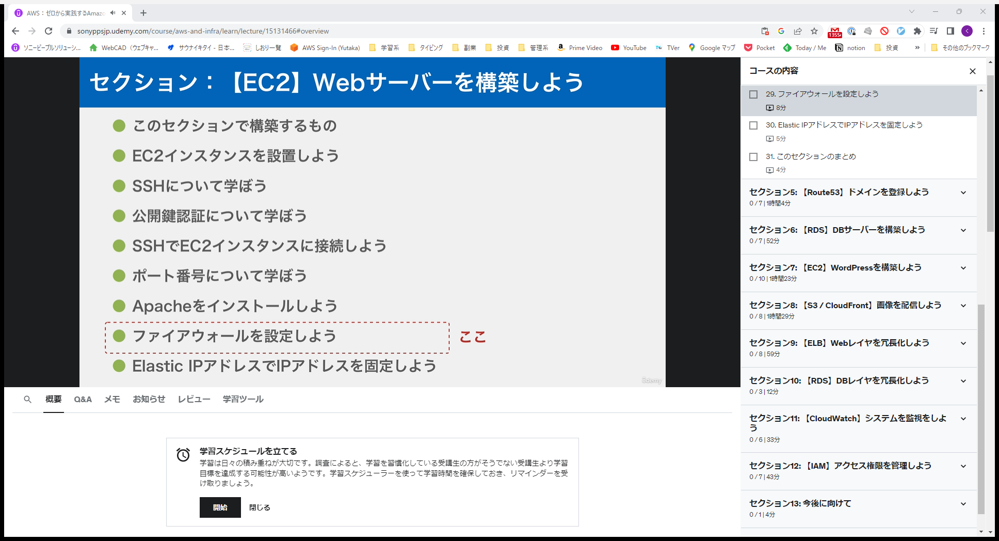 AWS：ゼロから実践するAmazo
sonyppsjp.udemy.com/course/aws-and-infra/learn/lecture/15131466#overview
13554
ソニーピープルソリューシ...
WebCAD（ウェブキャ...
サウナイキタイ - 日本...
しおり一覧
AWS Sign-In (Yutaka)
学習系
タイピング
副業
投資
管理系
Prime Video
YouTube
TVer
Google マップ
Pocket
Today / Me
notion
投資
»
その他のブックマーク
セクション：【EC2】Webサーバーを構築しよう
このセクションで構築するもの
EC2インスタンスを設置しよう
SSHについて学ぼう
公開鍵認証について学ぼう
SSHでEC2インスタンスに接続しよう
ポート番号について学ぼう
Apacheをインストールしよう
ファイアウォールを設定しよう ここ
Elastic IPアドレスでIPアドレスを固定しよう
ûdemy
概要 Q&A メモ お知らせ レビュー 学習ツール
学習スケジュールを立てる
学習は日々の積み重ねが大切です。調査によると、学習を習慣化している受講生の方がそうでない受講生より学習
目標を達成する可能性が高いようです。学習スケジューラーを使って学習時間を確保しておき、リマインダーを受
け取りましょう。
開始 閉じる
コースの内容
29. ファイアウォールを設定しよう
8分
30. Elastic IPアドレスでIPアドレスを固定しよう
5分
31. このセクションのまとめ
4分
セクション5: 【Route53】ドメインを登録しよう
0 / 7 | 1時間4分
セクション6: 【RDS】DBサーバーを構築しよう
0 / 7 | 52分
セクション7: 【EC2】WordPressを構築しよう
0 / 10 | 1時間23分
セクション8: 【S3 / CloudFront】画像を配信しよう
0 / 8 | 1時間29分
セクション9: 【ELB】Webレイヤを冗長化しよう
0 / 8 | 59分
セクション10: 【RDS】DBレイヤを冗長化しよう
0 / 3 | 12分
セクション11: 【CloudWatch】システムを監視をしよ
う
0 / 6 | 33分
セクション12: 【IAM】アクセス権限を管理しよう
0 / 7 | 43分
セクション13: 今後に向けて
0 / 1 | 4分